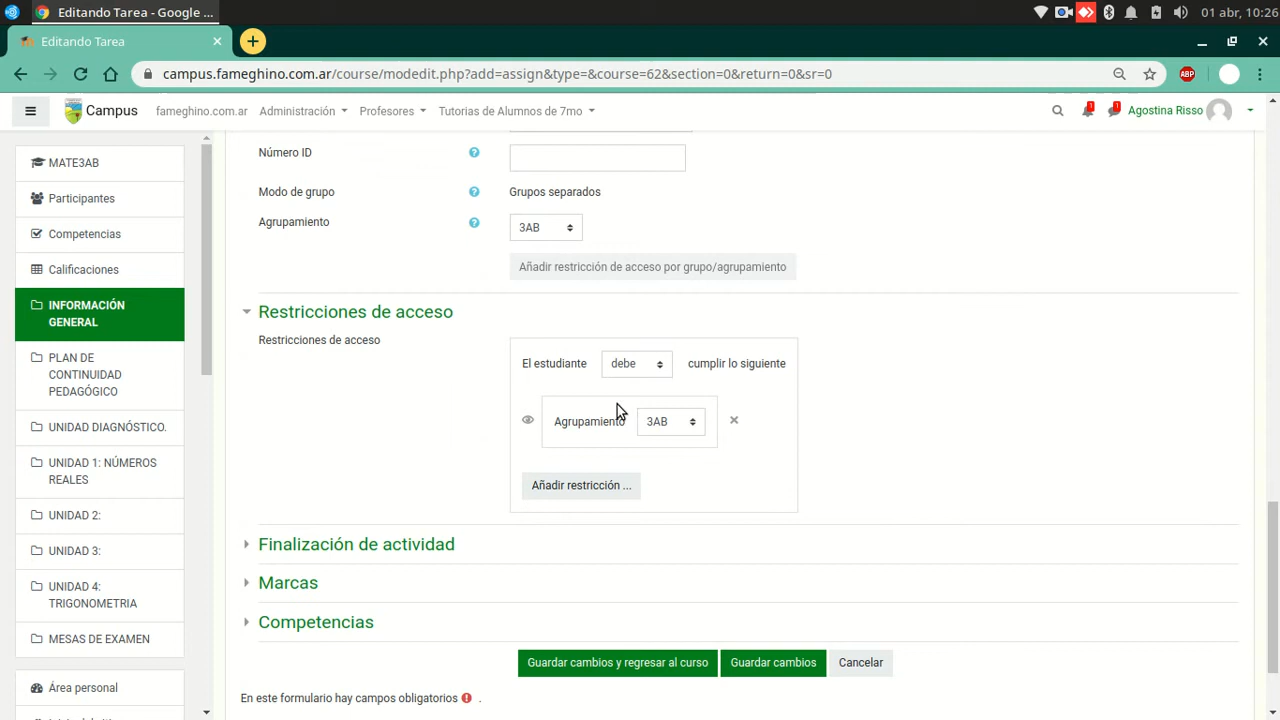 Editando Tarea - Google ...
01 abr, 10:26
Editando Tarea
campus.fameghino.com.ar/course/modedit.php?add=assign&type=&course=62&section=0&return=0&sr=0
ABP
Campus
fameghino.com.ar
Administración
Profesores
Tutorias de Alumnos de 7mo
1
1
Agostina Risso
MATE3AB
Participantes
Competencias
Calificaciones
INFORMACIÓN
GENERAL
PLAN DE
CONTINUIDAD
PEDAGÓGICO
UNIDAD DIAGNÓSTICO.
UNIDAD 1: NÚMEROS
REALES
UNIDAD 2:
UNIDAD 3:
UNIDAD 4:
TRIGONOMETRIA
MESAS DE EXAMEN
Área personal
Número ID
Modo de grupo
Grupos separados
Agrupamiento
3AB
Añadir restricción de acceso por grupo/agrupamiento
Restricciones de acceso
Restricciones de acceso
El estudiante debe cumplir lo siguiente
Agrupamiento 3AB
Añadir restricción ...
Finalización de actividad
Marcas
Competencias
Guardar cambios y regresar al curso
Guardar cambios
Cancelar
En este formulario hay campos obligatorios .